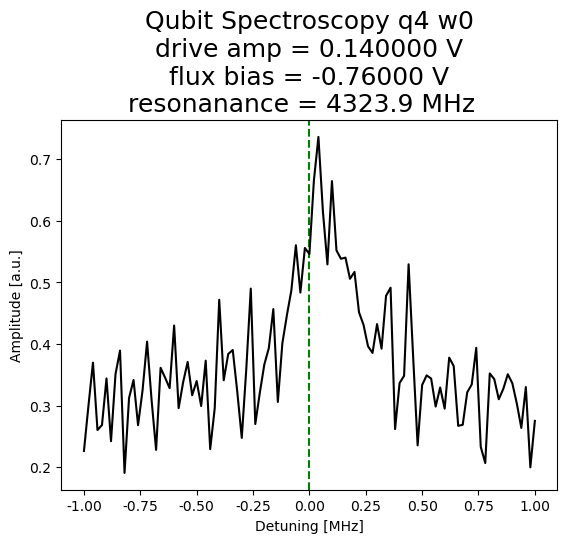 Qubit Spectroscopy q4 w0
drive amp = 0.140000 V
flux bias = -0.76000 V
resonanance = 4323.9 MHz
0.7
0.6
0.5
0.4
0.3
0.2
Amplitude [a.u.]
-1.00 -0.75 -0.50 -0.25 0.00 0.25 0.50 0.75 1.00
Detuning [MHz]